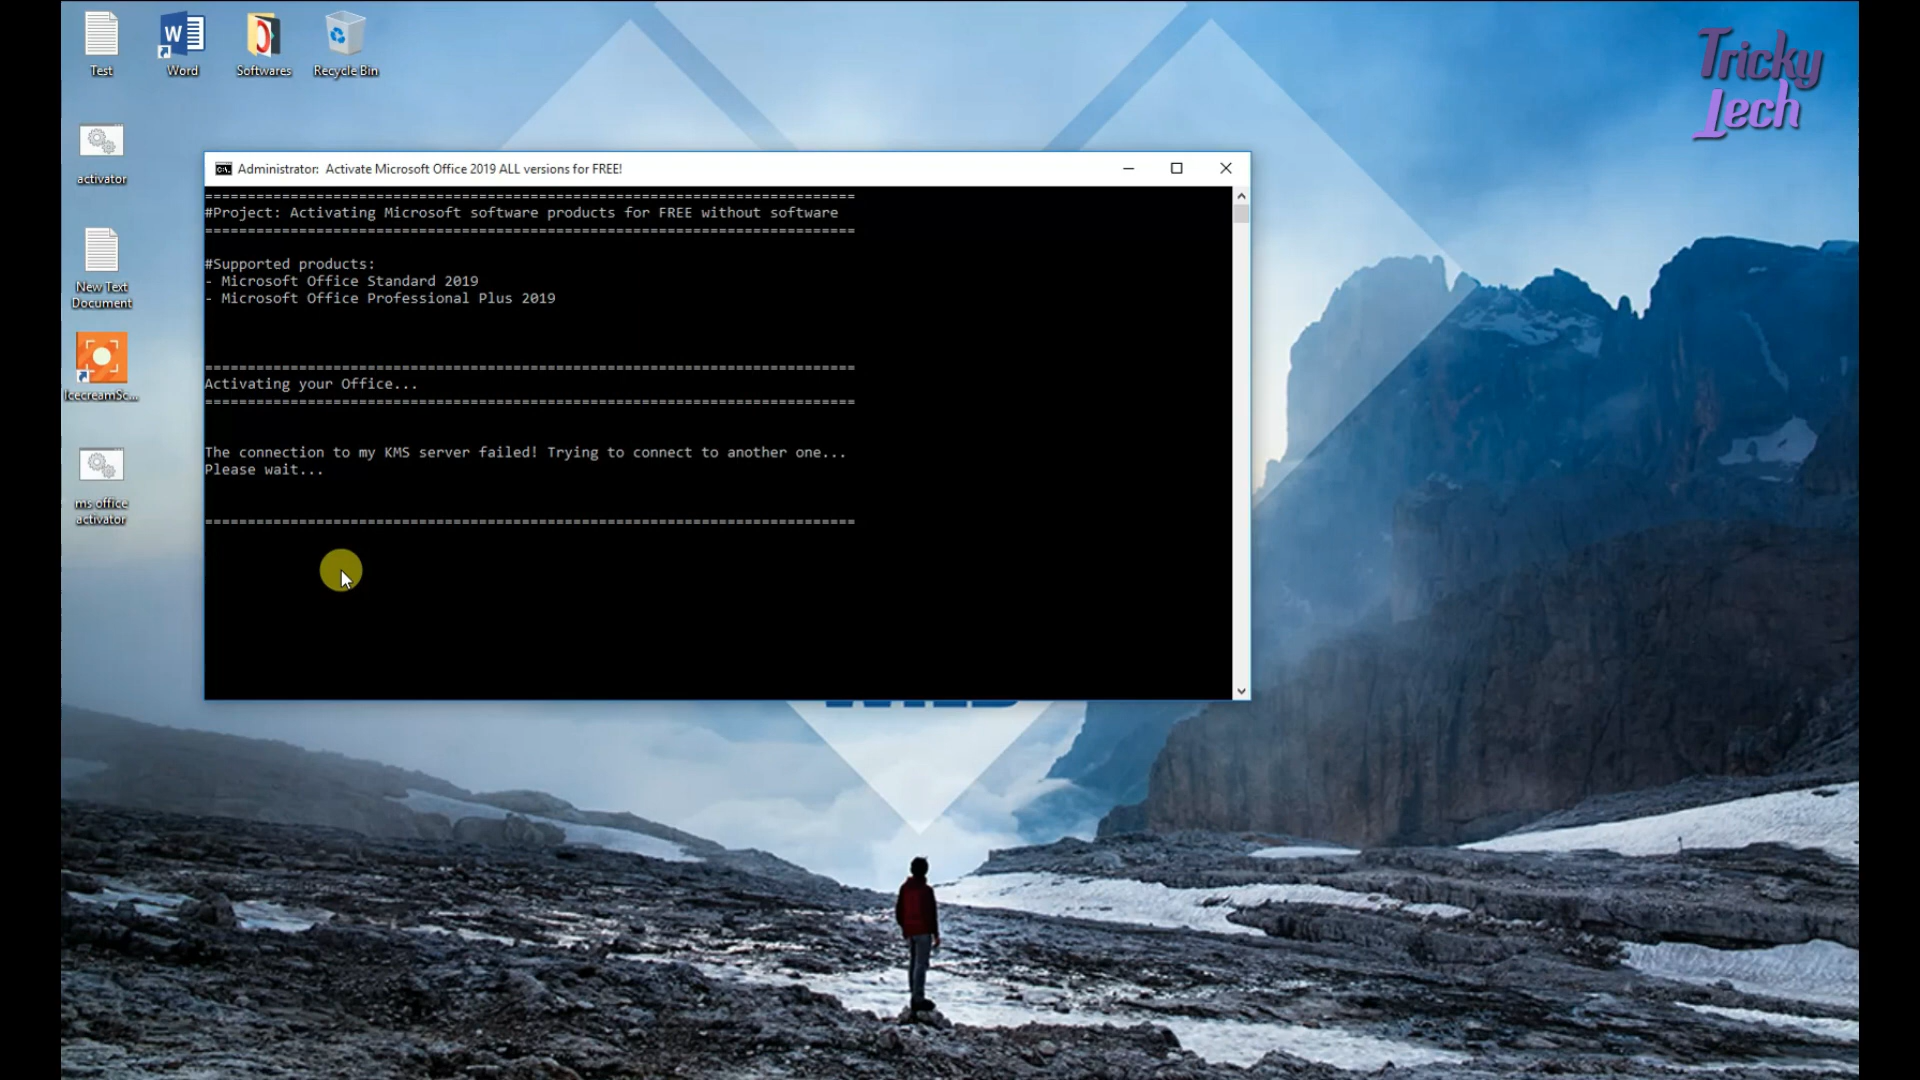 Test
Word
Softwares
Recycle Bin
Tricky
Tech
activator
New Text
Document
IcecreamSc...
ms office
activator
Administrator: Activate Microsoft Office 2019 ALL versions for FREE!
============================================================================
#Project: Activating Microsoft software products for FREE without software
============================================================================
#Supported products:
- Microsoft Office Standard 2019
- Microsoft Office Professional Plus 2019
============================================================================
Activating your Office...
============================================================================
The connection to my KMS server failed! Trying to connect to another one...
Please wait...
============================================================================